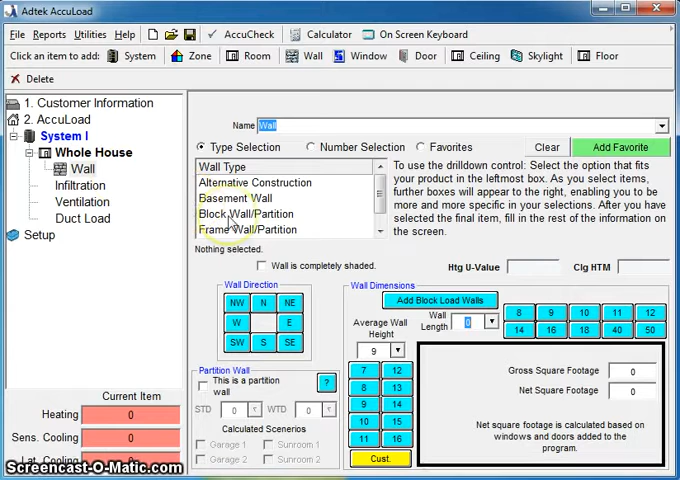 Adtek AccuLoad
File Reports Utilities Help AccuCheck Calculator On Screen Keyboard
Click an item to add: System Zone Room Wall Window Door Ceiling Skylight Floor
Delete
1. Customer Information
2. AccuLoad
System I
Whole House
Wall
Infiltration
Ventilation
Duct Load
Setup
Current Item
Heating 0
Sens. Cooling 0
Lat. Cooling 0
Name Wall
Type Selection Number Selection Favorites Clear Add Favorite
Wall Type
Alternative Construction
Basement Wall
Block Wall/Partition
Frame Wall/Partition
Nothing selected.
To use the drilldown control: Select the option that fits
your product in the leftmost box. As you select items,
further boxes will appear to the right, enabling you to be
more and more specific in your selections. After you have
selected the final item, fill in the rest of the information on
the screen.
Wall is completely shaded. Htg U-Value Clg HTM
Wall Direction
NW N NE
W E
SW S SE
Partition Wall
This is a partition
wall
?
STD 0 WTD 0
Calculated Scenerios
Garage 1 Sunroom 1
Garage 2 Sunroom 2
Wall Dimensions
Add Block Load Walls
Average Wall
Height
9
Wall
Length
0
8 9 10 11 12
14 16 18 40 50
7 12
8 13
9 14
10 15
11 16
Cust.
Gross Square Footage 0
Net Square Footage 0
Net square footage is calculated based on
windows and doors added to the
program.
Screencast-O-Matic.com